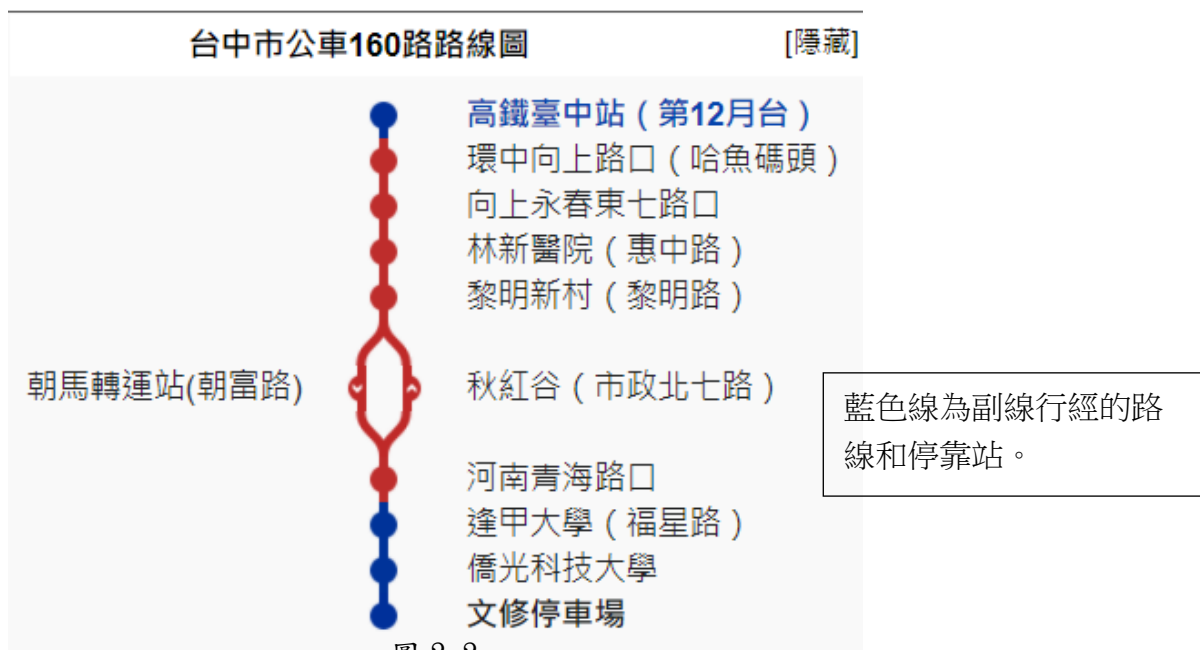 台中市公車160路路線圖 [隱藏]
高鐵臺中站（第12月台）
環中向上路口（哈魚碼頭）
向上永春東七路口
林新醫院（惠中路）
黎明新村（黎明路）
朝馬轉運站(朝富路) 秋紅谷（市政北七路）
藍色線為副線行經的路
線和停靠站。
河南青海路口
逢甲大學（福星路）
僑光科技大學
文修停車場